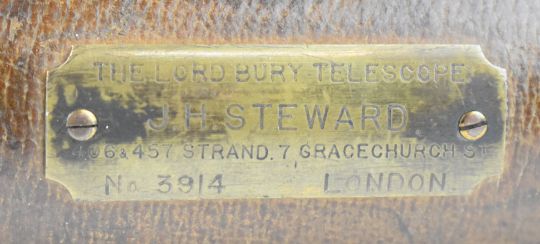 THE LORD BURY TELESCOPE
J.H. STEWARD
406 & 457 STRAND. 7 GRACECHURCH ST
No 3914 LONDON